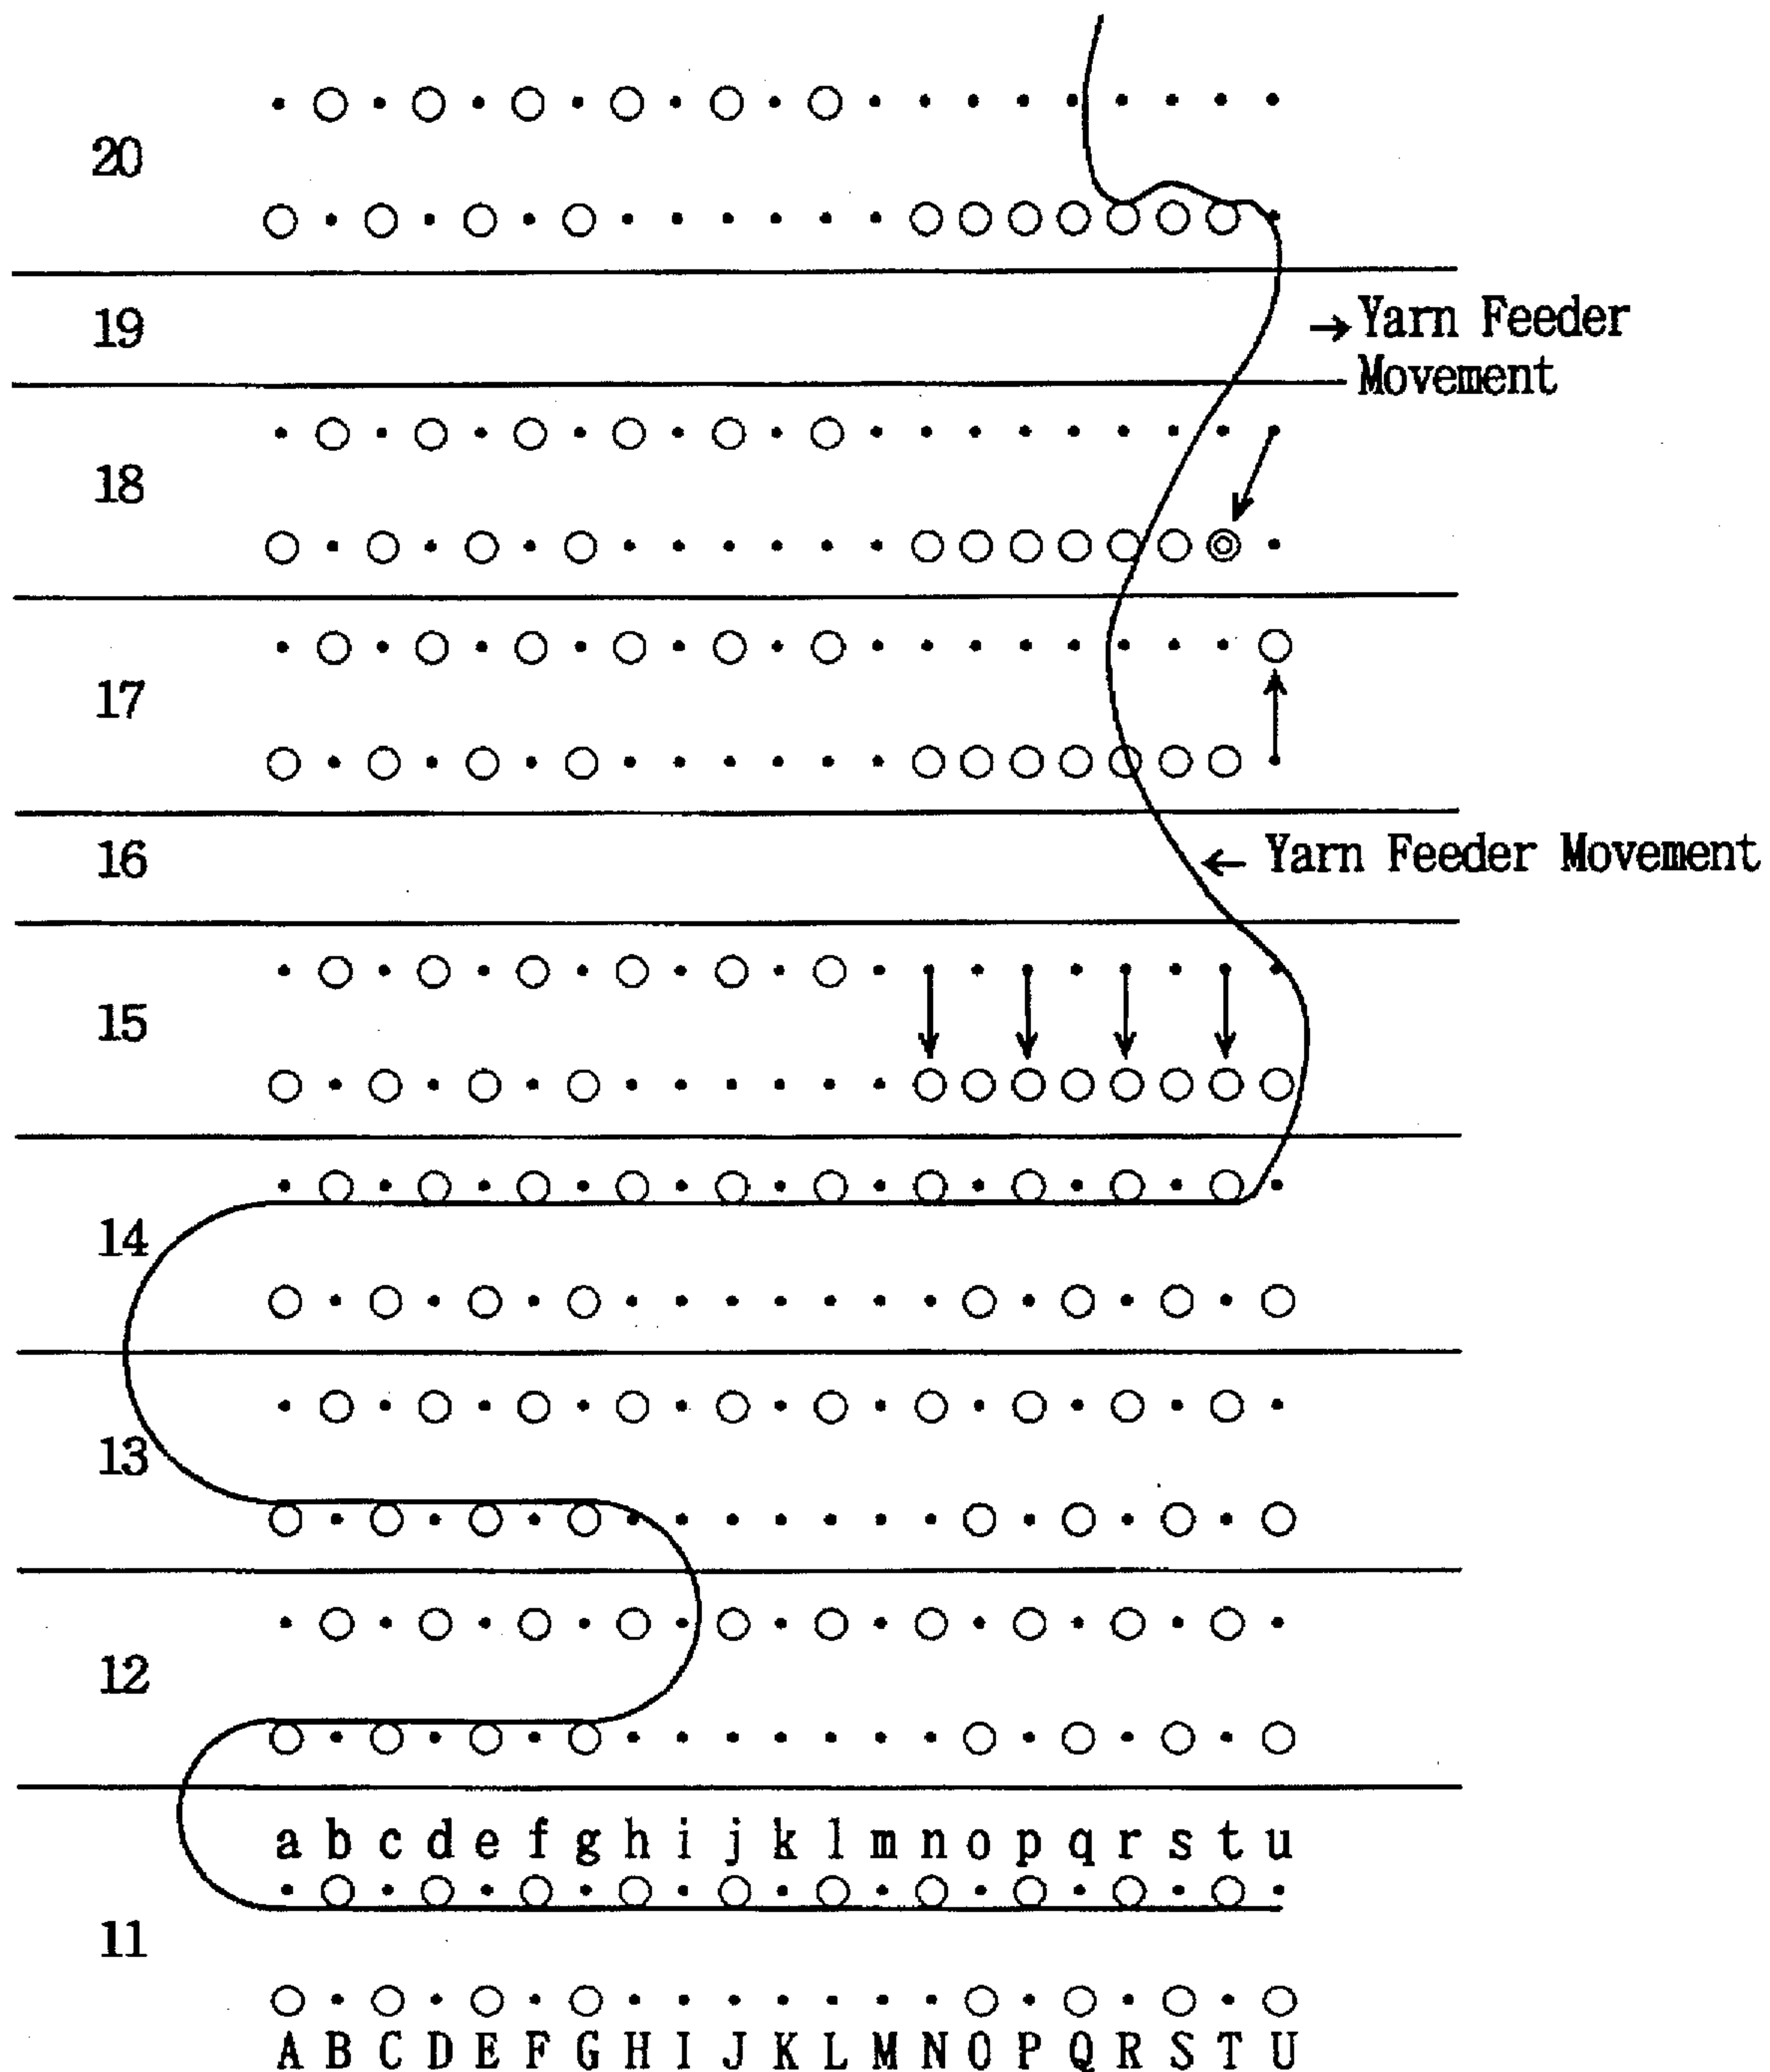 20
19
→Yarn Feeder
Movement
18
17
16
← Yarn Feeder Movement
15
14
13
12
a b c d e f g h i j k l m n o p q r s t u
11
A B C D E F G H I J K L M N O P Q R S T U